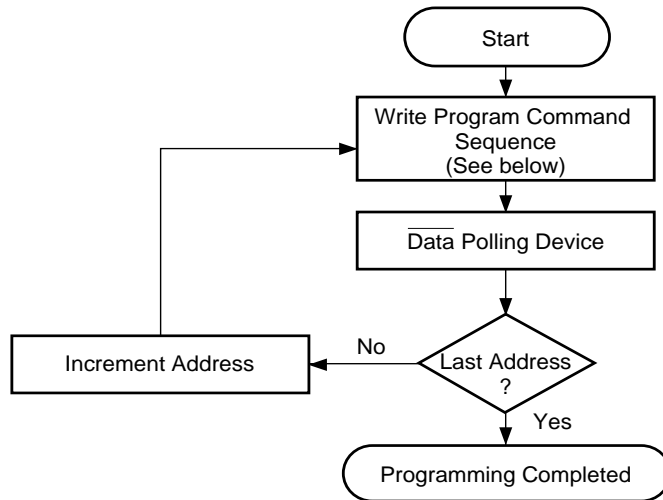 Start
Write Program Command
Sequence
(See below)
Data Polling Device
No
Increment Address
Last Address
?
Yes
Programming Completed